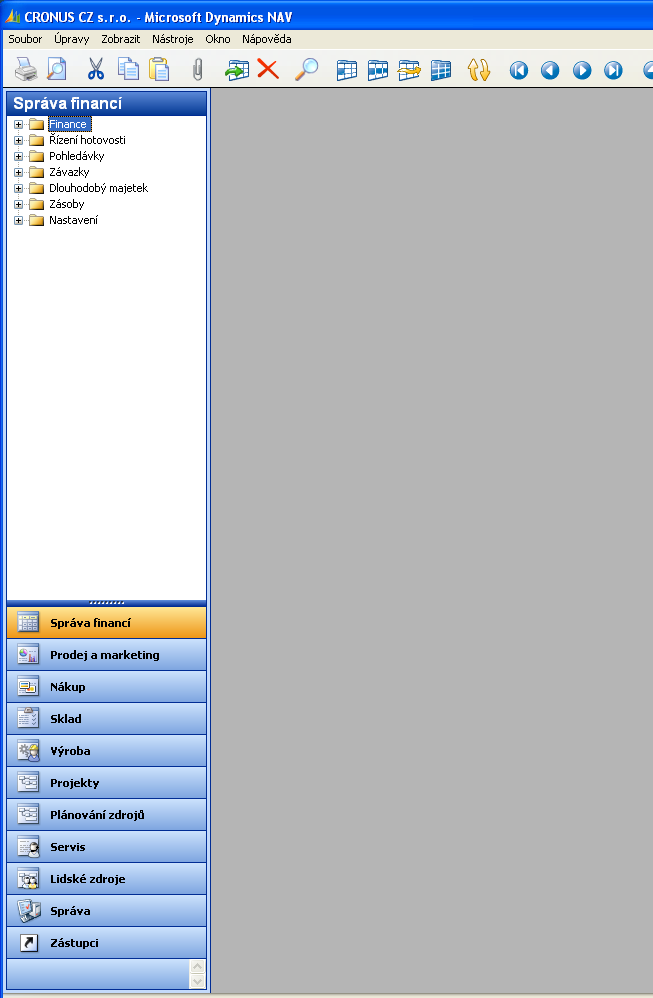 CRONUS CZ s.r.o. - Microsoft Dynamics NAV
Soubor Úpravy Zobrazit Nástroje Okno Nápověda
Správa financí
Finance
Řízení hotovosti
Pohledávky
Závazky
Dlouhodobý majetek
Zásoby
Nastavení
Správa financí
Prodej a marketing
Nákup
Sklad
Výroba
Projekty
Plánování zdrojů
Servis
Lidské zdroje
Správa
Zástupci